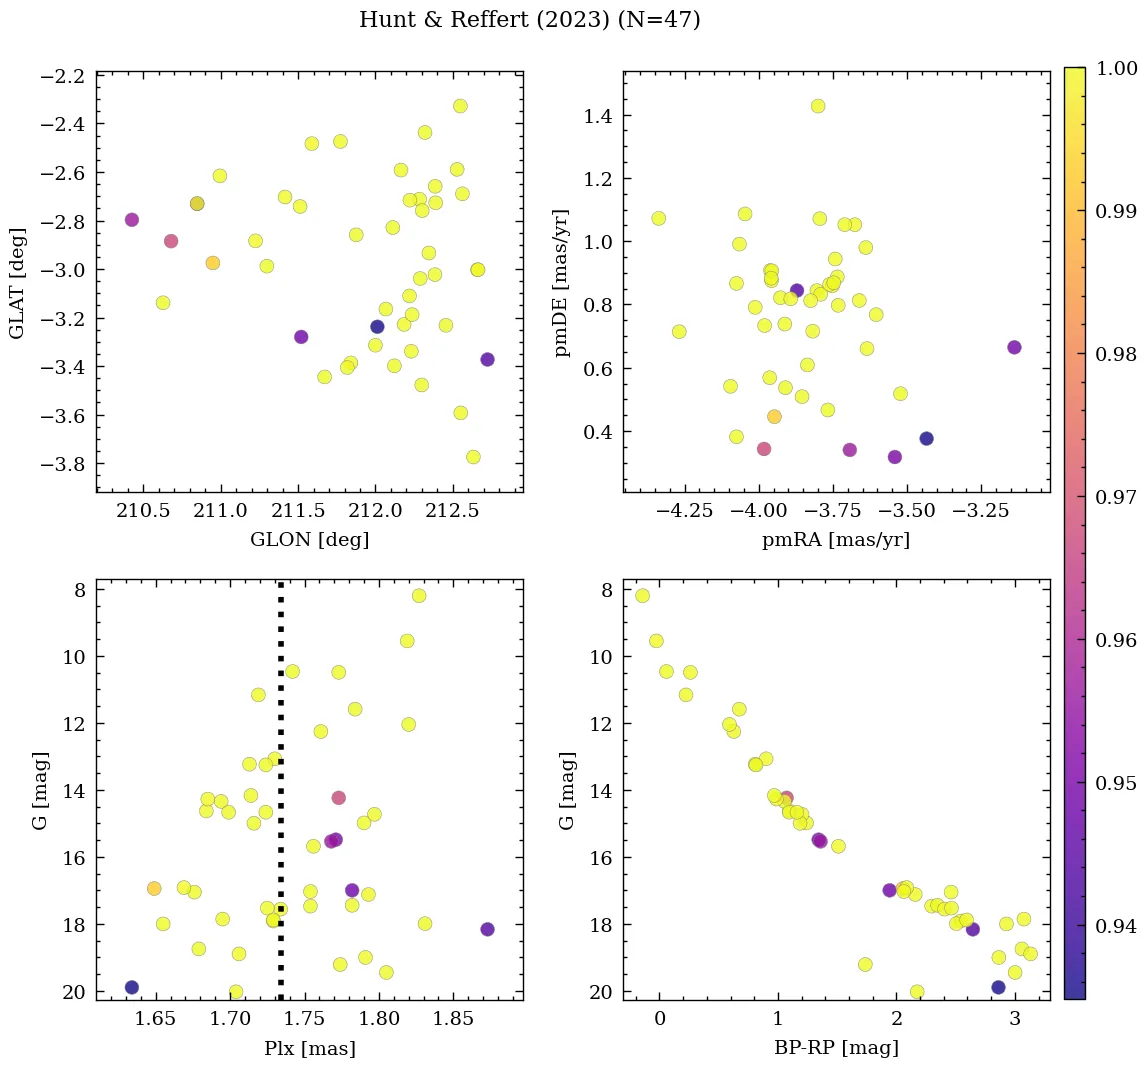 Hunt & Reffert (2023) (N=47)
−2.2
−2.4
−2.6
−2.8
−3.0
−3.2
−3.4
−3.6
−3.8
GLAT [deg]
210.5 211.0 211.5 212.0 212.5
GLON [deg]
1.4
1.2
1.0
0.8
0.6
0.4
pmDE [mas/yr]
−4.25 −4.00 −3.75 −3.50 −3.25
pmRA [mas/yr]
8
10
12
14
16
18
20
G [mag]
1.65 1.70 1.75 1.80 1.85
Plx [mas]
8
10
12
14
16
18
20
G [mag]
0 1 2 3
BP-RP [mag]
1.00
0.99
0.98
0.97
0.96
0.95
0.94